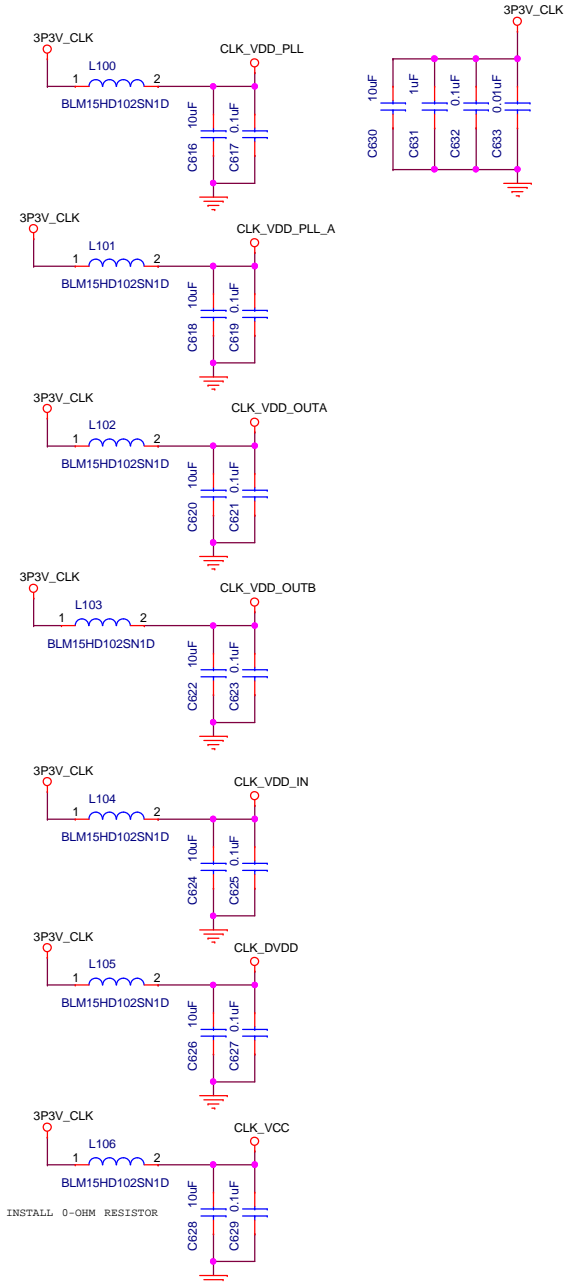 3P3V_CLK
CLK_VDD_PLL
L100
1 2
BLM15HD102SN1D
10uF
C616
0.1uF
C617
3P3V_CLK
10uF
C630
1uF
C631
0.1uF
C632
0.01uF
C633
3P3V_CLK
CLK_VDD_PLL_A
L101
1 2
BLM15HD102SN1D
10uF
C618
0.1uF
C619
3P3V_CLK
CLK_VDD_OUTA
L102
1 2
BLM15HD102SN1D
10uF
C620
0.1uF
C621
3P3V_CLK
CLK_VDD_OUTB
L103
1 2
BLM15HD102SN1D
10uF
C622
0.1uF
C623
3P3V_CLK
CLK_VDD_IN
L104
1 2
BLM15HD102SN1D
10uF
C624
0.1uF
C625
3P3V_CLK
CLK_DVDD
L105
1 2
BLM15HD102SN1D
10uF
C626
0.1uF
C627
3P3V_CLK
CLK_VCC
L106
1 2
BLM15HD102SN1D
10uF
C628
0.1uF
C629
INSTALL 0-OHM RESISTOR